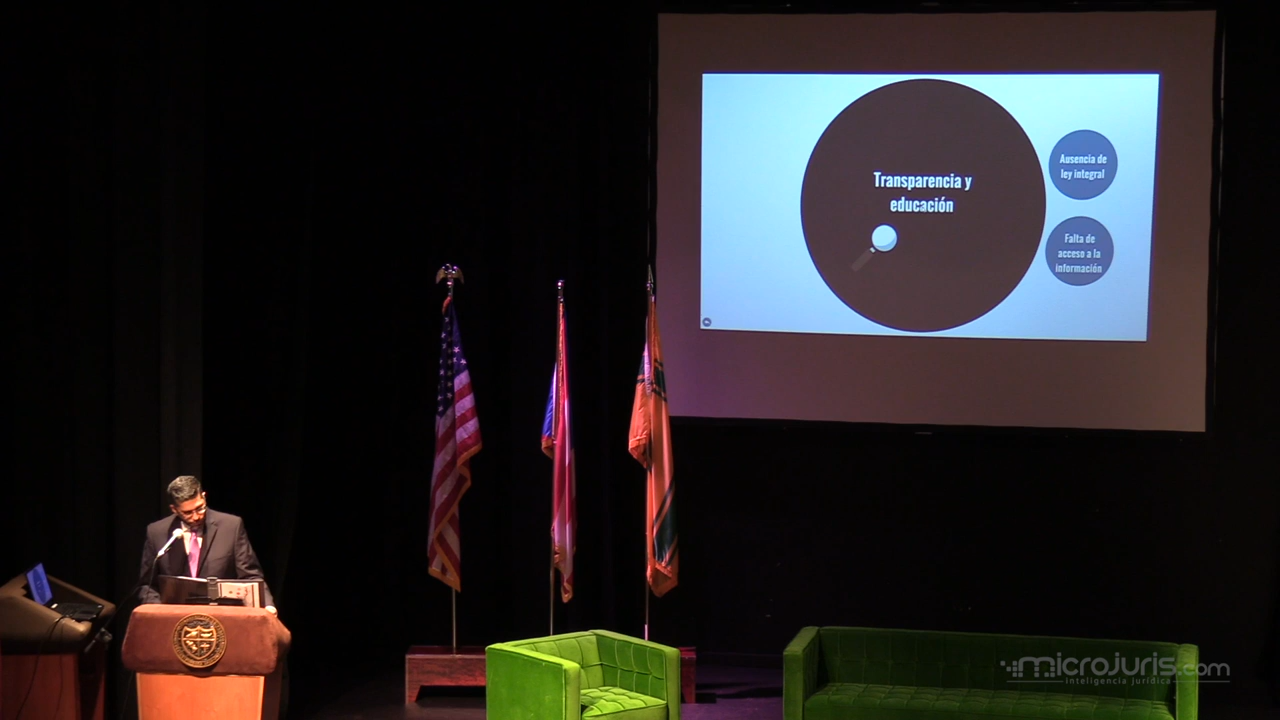 Transparencia y
educación
Ausencia de
ley integral
Falta de
acceso a la
información
microjuris.com
inteligencia jurídica